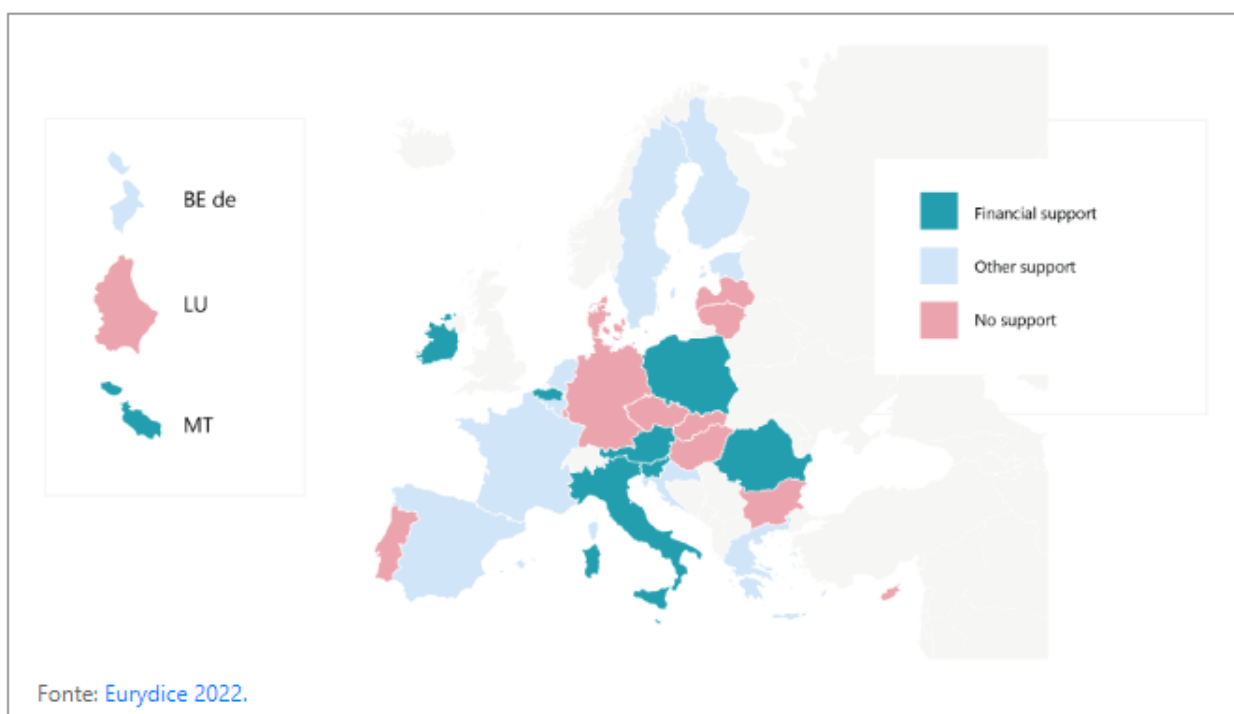 BE de
LU
MT
Financial support
Other support
No support
Fonte: Eurydice 2022.